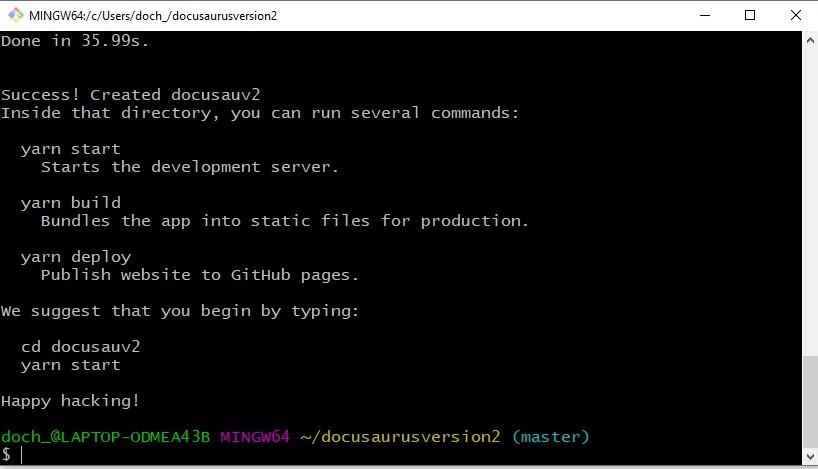 MINGW64:/c/Users/doch_/docusaurusversion2
Done in 35.99s.
Success! Created docusauv2
Inside that directory, you can run several commands:
yarn start
Starts the development server.
yarn build
Bundles the app into static files for production.
yarn deploy
Publish website to GitHub pages.
We suggest that you begin by typing:
cd docusauv2
yarn start
Happy hacking!
doch_@LAPTOP-ODMEA43B MINGW64 ~/docusaurusversion2 (master)
$